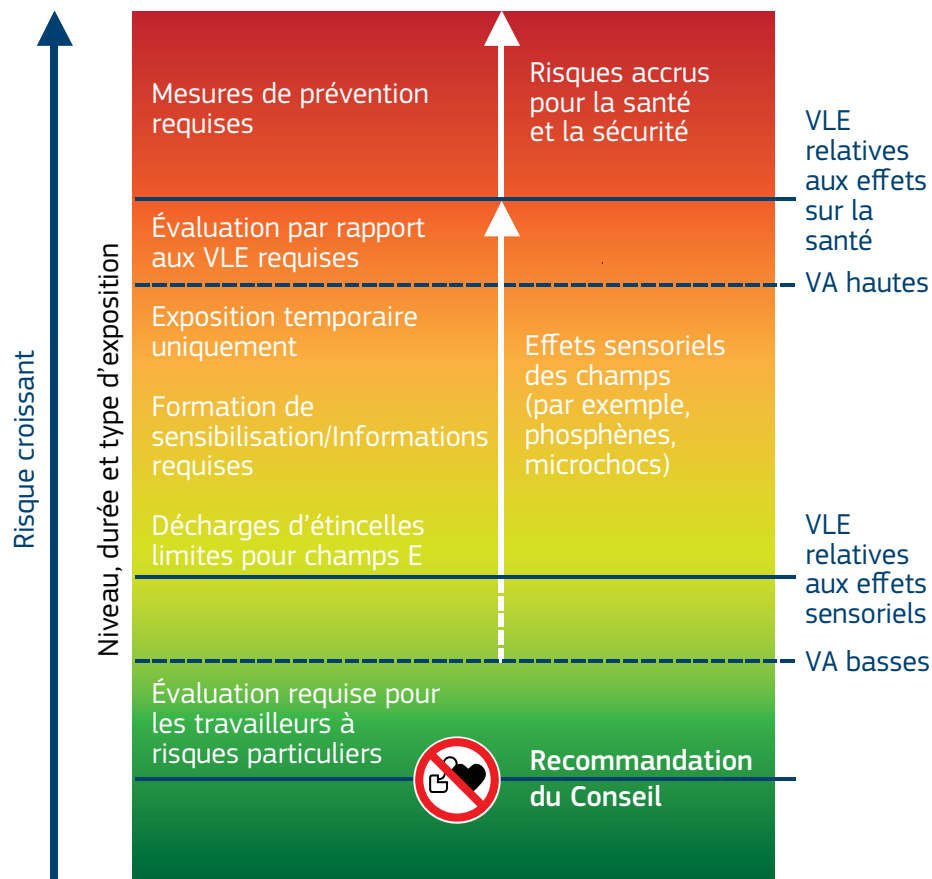 Risque croissant
Niveau, durée et type d’exposition
Mesures de prévention
requises
Risques accrus
pour la santé
et la sécurité
VLE
relatives
aux effets
sur la
santé
Évaluation par rapport
aux VLE requises
VA hautes
Exposition temporaire
uniquement
Effets sensoriels
des champs
(par exemple,
phosphènes,
microchocs)
Formation de
sensibilisation/Informations
requises
Décharges d’étincelles
limites pour champs E
VLE
relatives
aux effets
sensoriels
VA basses
Évaluation requise pour
les travailleurs à
risques particuliers
Recommandation
du Conseil